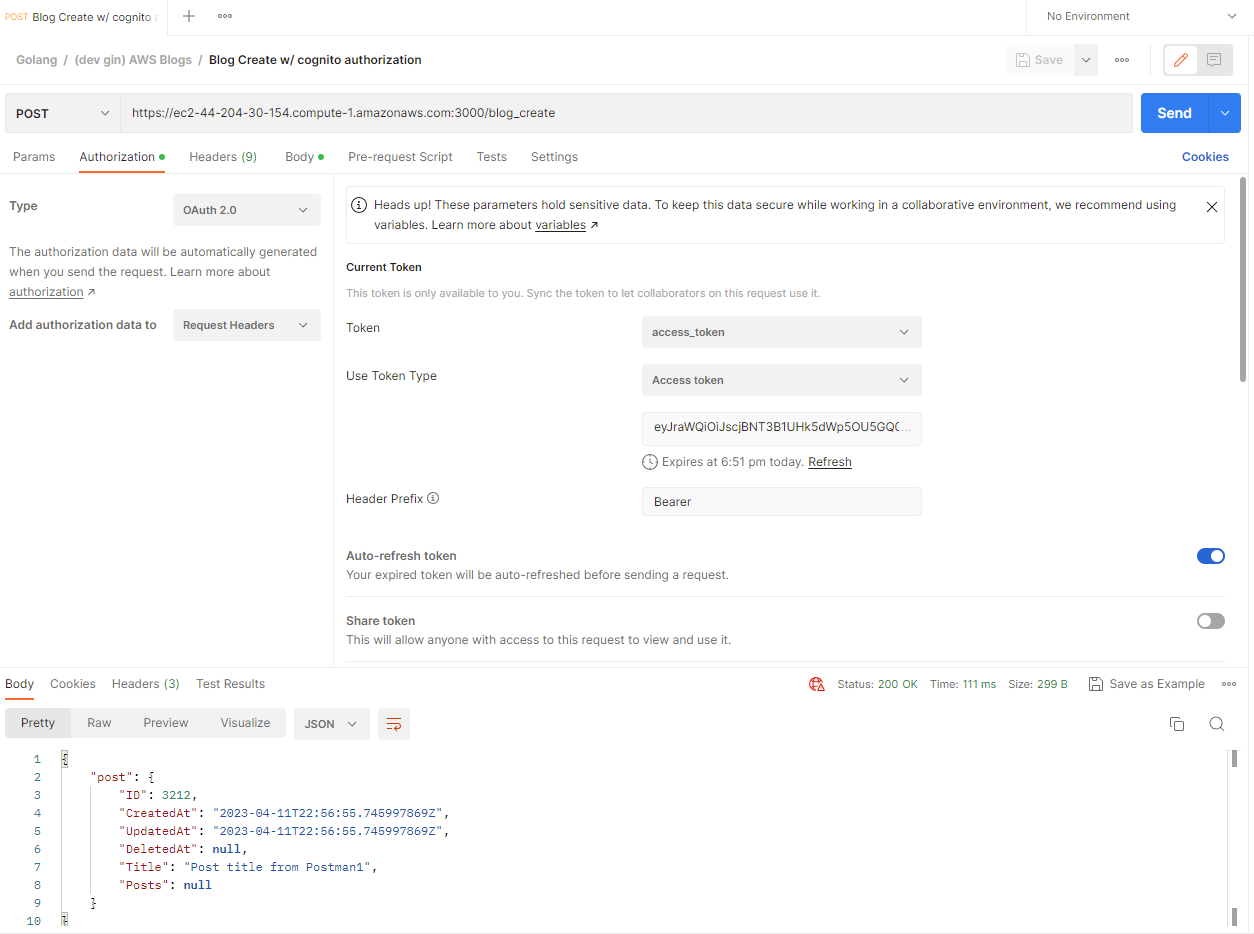 POST Blog Create w/ cognito a
No Environment
Golang / (dev gin) AWS Blogs / Blog Create w/ cognito authorization
Save
POST
https://ec2-44-204-30-154.compute-1.amazonaws.com:3000/blog_create
Send
Params Authorization Headers (9) Body Pre-request Script Tests Settings Cookies
Type
OAuth 2.0
The authorization data will be automatically generated
when you send the request. Learn more about
authorization ↗
Add authorization data to
Request Headers
Heads up! These parameters hold sensitive data. To keep this data secure while working in a collaborative environment, we recommend using
variables. Learn more about variables ↗
Current Token
This token is only available to you. Sync the token to let collaborators on this request use it.
Token
access_token
Use Token Type
Access token
eyJraWQiOiJscjBNT3B1UHk5dWp5OU5GQ0...
Expires at 6:51 pm today. Refresh
Header Prefix
Bearer
Auto-refresh token
Your expired token will be auto-refreshed before sending a request.
Share token
This will allow anyone with access to this request to view and use it.
Body Cookies Headers (3) Test Results
Status: 200 OK Time: 111 ms Size: 299 B Save as Example
Pretty Raw Preview Visualize JSON
1 {
2 "post": {
3 "ID": 3212,
4 "CreatedAt": "2023-04-11T22:56:55.745997869Z",
5 "UpdatedAt": "2023-04-11T22:56:55.745997869Z",
6 "DeletedAt": null,
7 "Title": "Post title from Postman1",
8 "Posts": null
9 }
10 }